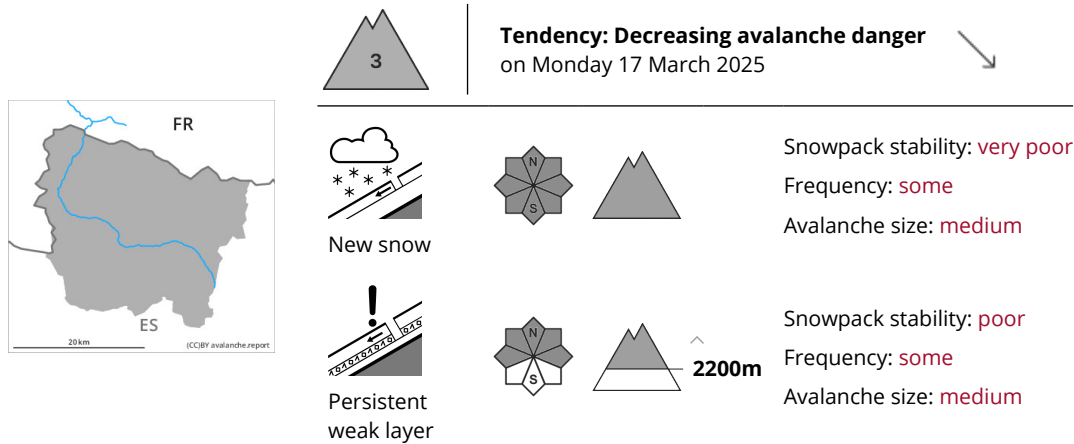 3
Tendency: Decreasing avalanche danger
on Monday 17 March 2025
FR
ES
20 km
(CC)BY avalanche.report
New snow
N
S
Snowpack stability: very poor
Frequency: some
Avalanche size: medium
Persistent
weak layer
N
S
2200m
Snowpack stability: poor
Frequency: some
Avalanche size: medium